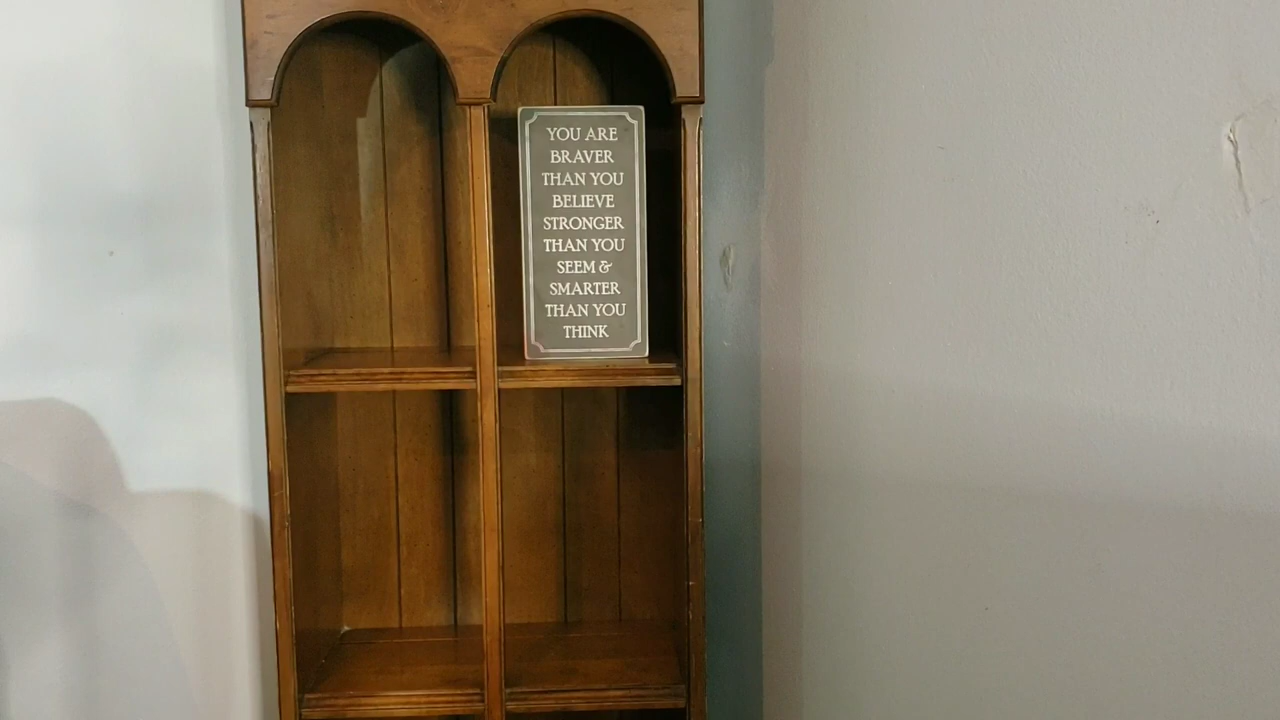 YOU ARE
BRAVER
THAN YOU
BELIEVE
STRONGER
THAN YOU
SEEM &
SMARTER
THAN YOU
THINK